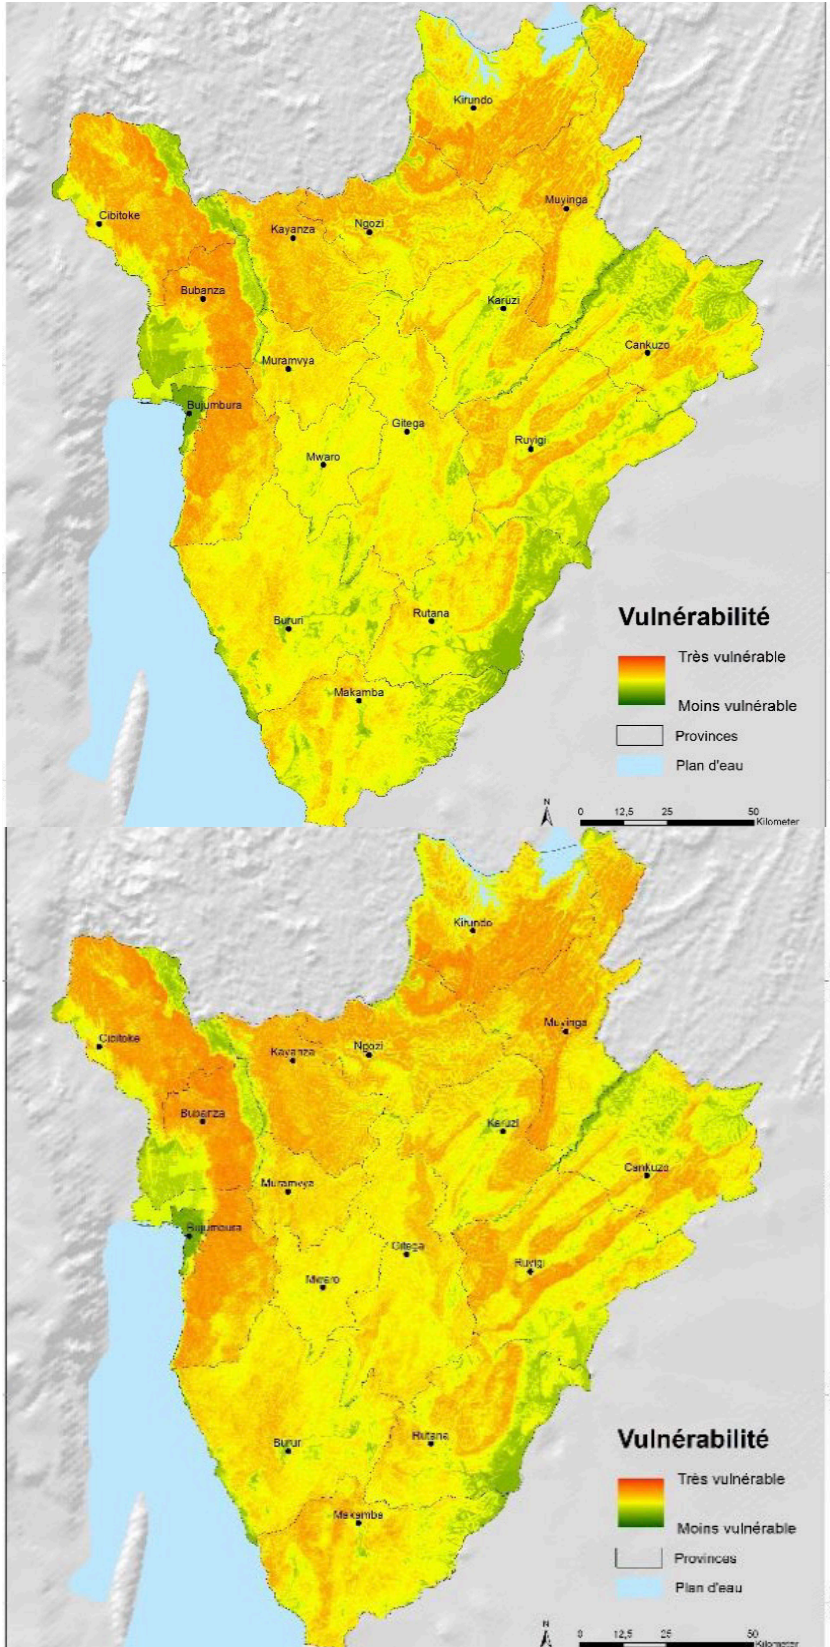 Kirundo
Cibitoke
Muyinga
Kayanza
Ngozi
Bubanza
Karuzi
Cankuzo
Muramvya
Bujumbura
Gitega
Ruyigi
Mwaro
Bururi
Rutana
Makamba
Vulnérabilité
Très vulnérable
Moins vulnérable
Provinces
Plan d'eau
N
0 12,5 25 50
Kilometer
Kirundo
Muyinga
Cibitoke
Kayanza
Ngozi
Bubanza
Karuzi
Cankuzo
Muramvya
Bujumbura
Gitega
Ruyigi
Mwaro
Bururi
Rutana
Makamba
Vulnérabilité
Très vulnérable
Moins vulnérable
Provinces
Plan d'eau
N
0 12,5 25 50
Kilometer